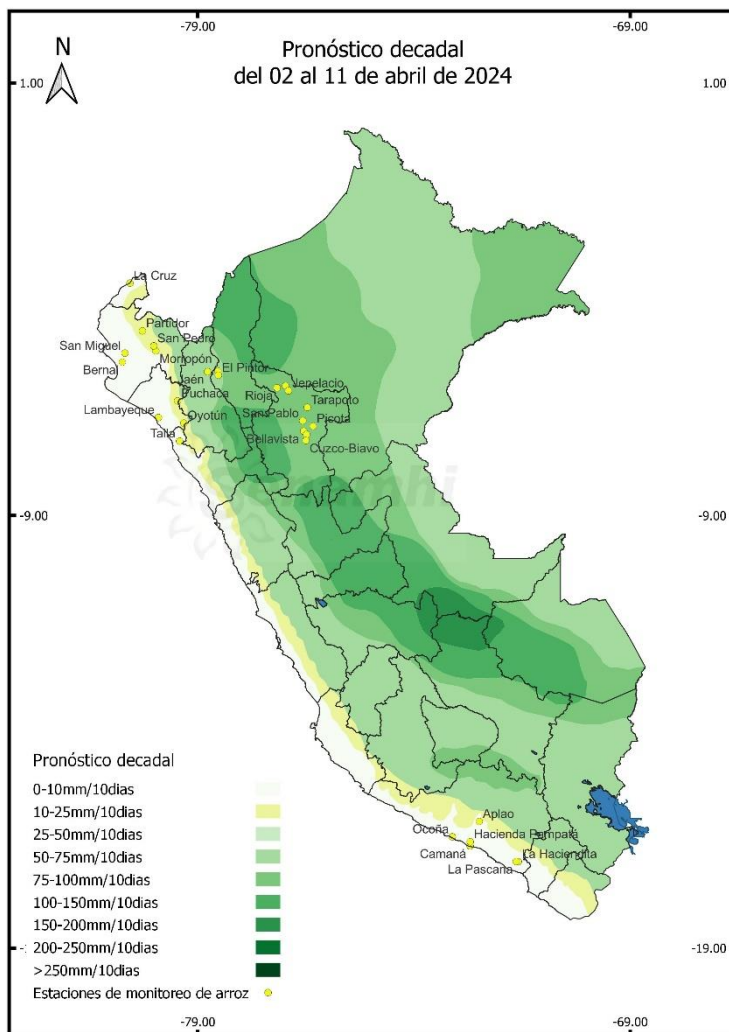 -79.00
-69.00
N
Pronóstico decadal
del 02 al 11 de abril de 2024
1.00
1.00
La Cruz
Partidor
San Pedro
San Miguel
Morropón
Bernal
El Pintor
Jaén
Nepelacio
Rioja
Puchaca
Tarapoto
Lambayeque
Oyotún
San Pablo
Picota
Talla
Bellavista
Cuzco-Biavo
-9.00
-9.00
senamhi
Pronóstico decadal
0-10mm/10dias
10-25mm/10dias
25-50mm/10dias
50-75mm/10dias
75-100mm/10dias
100-150mm/10dias
150-200mm/10dias
200-250mm/10dias
>250mm/10dias
Estaciones de monitoreo de arroz
Aplao
Ocoña
Hacienda Pampata
Camaná
La Haciendita
La Pascana
-19.00
-79.00
-69.00